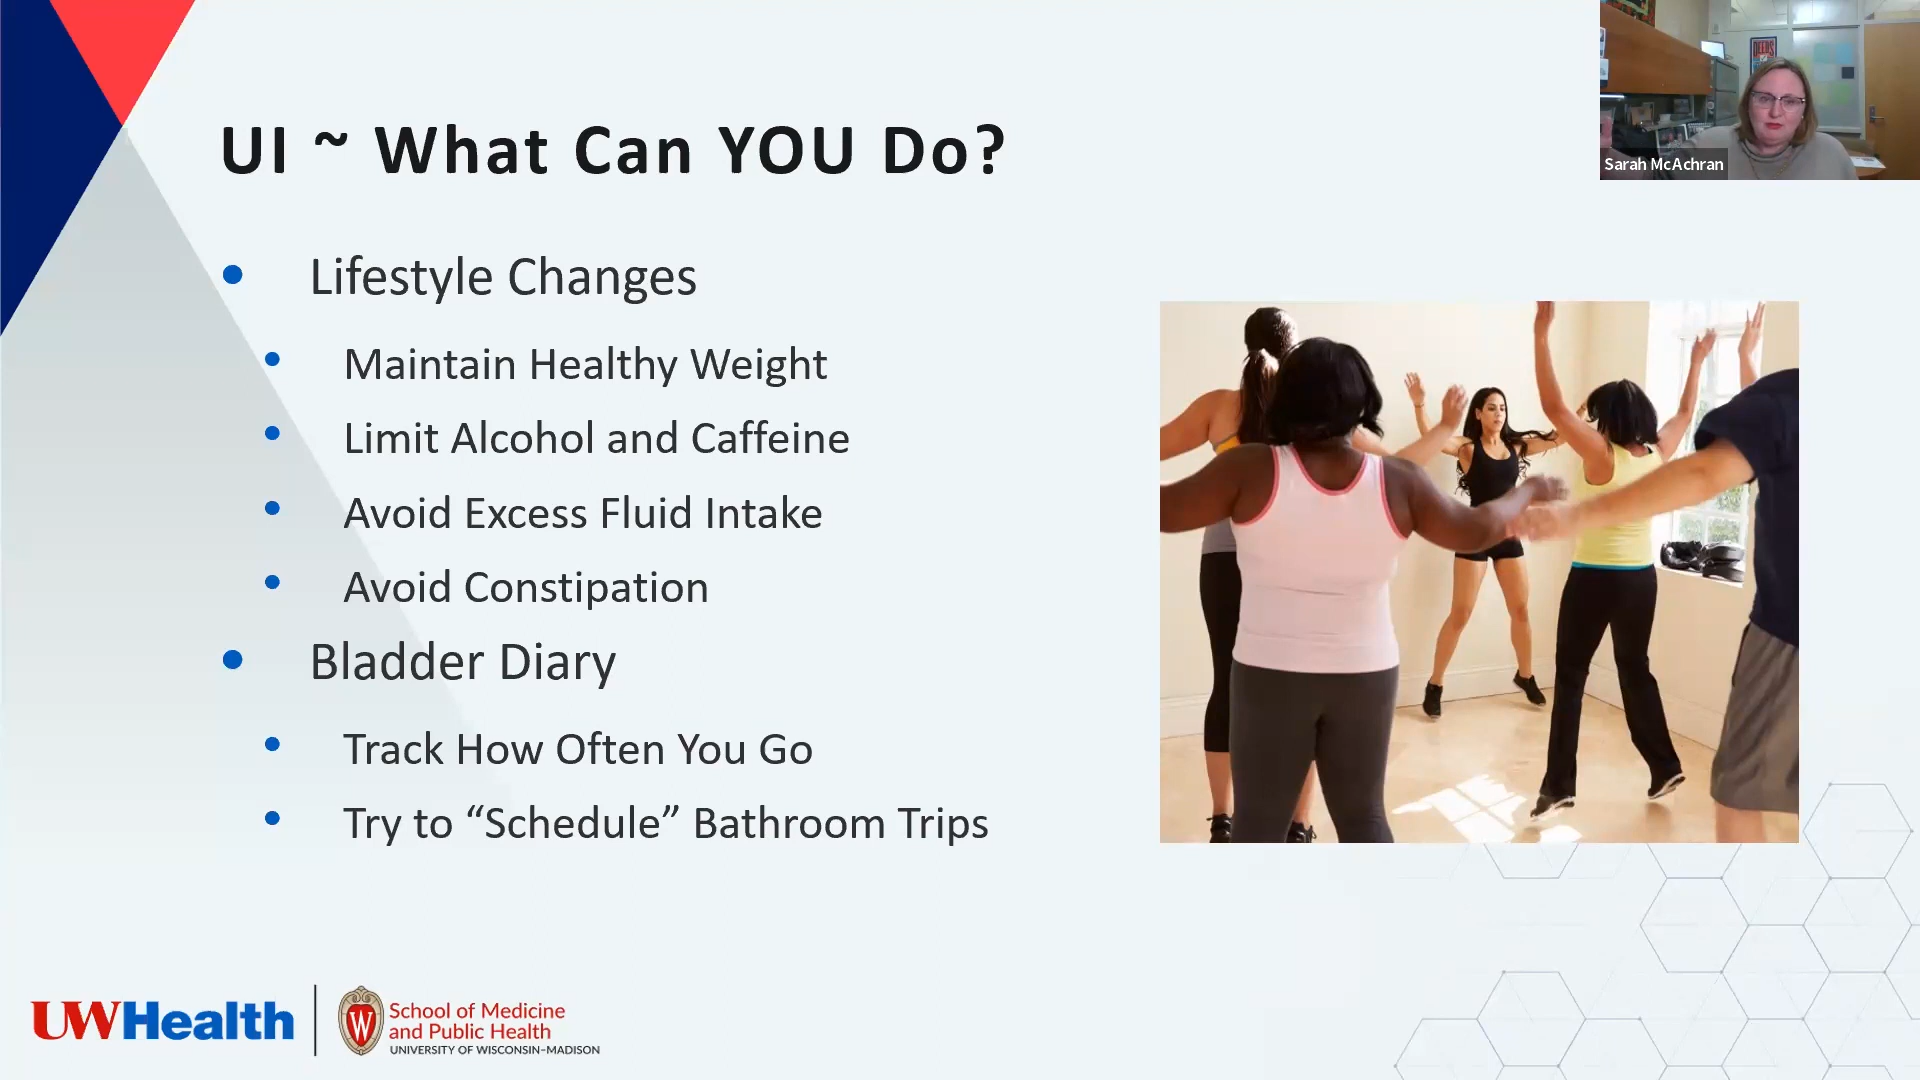 UI ~ What Can YOU Do?
Sarah McAchran
• Lifestyle Changes
• Maintain Healthy Weight
• Limit Alcohol and Caffeine
• Avoid Excess Fluid Intake
• Avoid Constipation
• Bladder Diary
• Track How Often You Go
• Try to “Schedule” Bathroom Trips
UWHealth
W
School of Medicine
and Public Health
UNIVERSITY OF WISCONSIN–MADISON